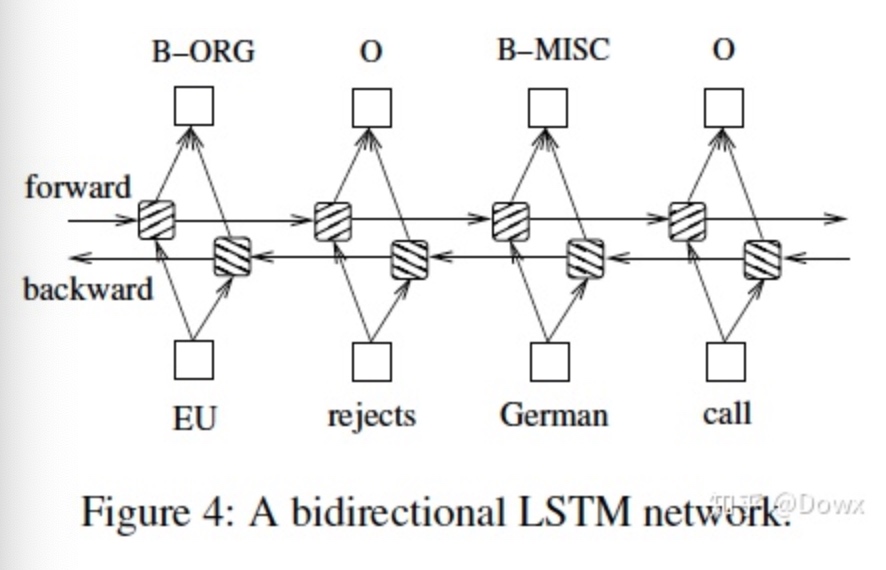 B–ORG O B–MISC O
forward
backward
EU rejects German call
Figure 4: A bidirectional LSTM network.
知乎 @Dowx